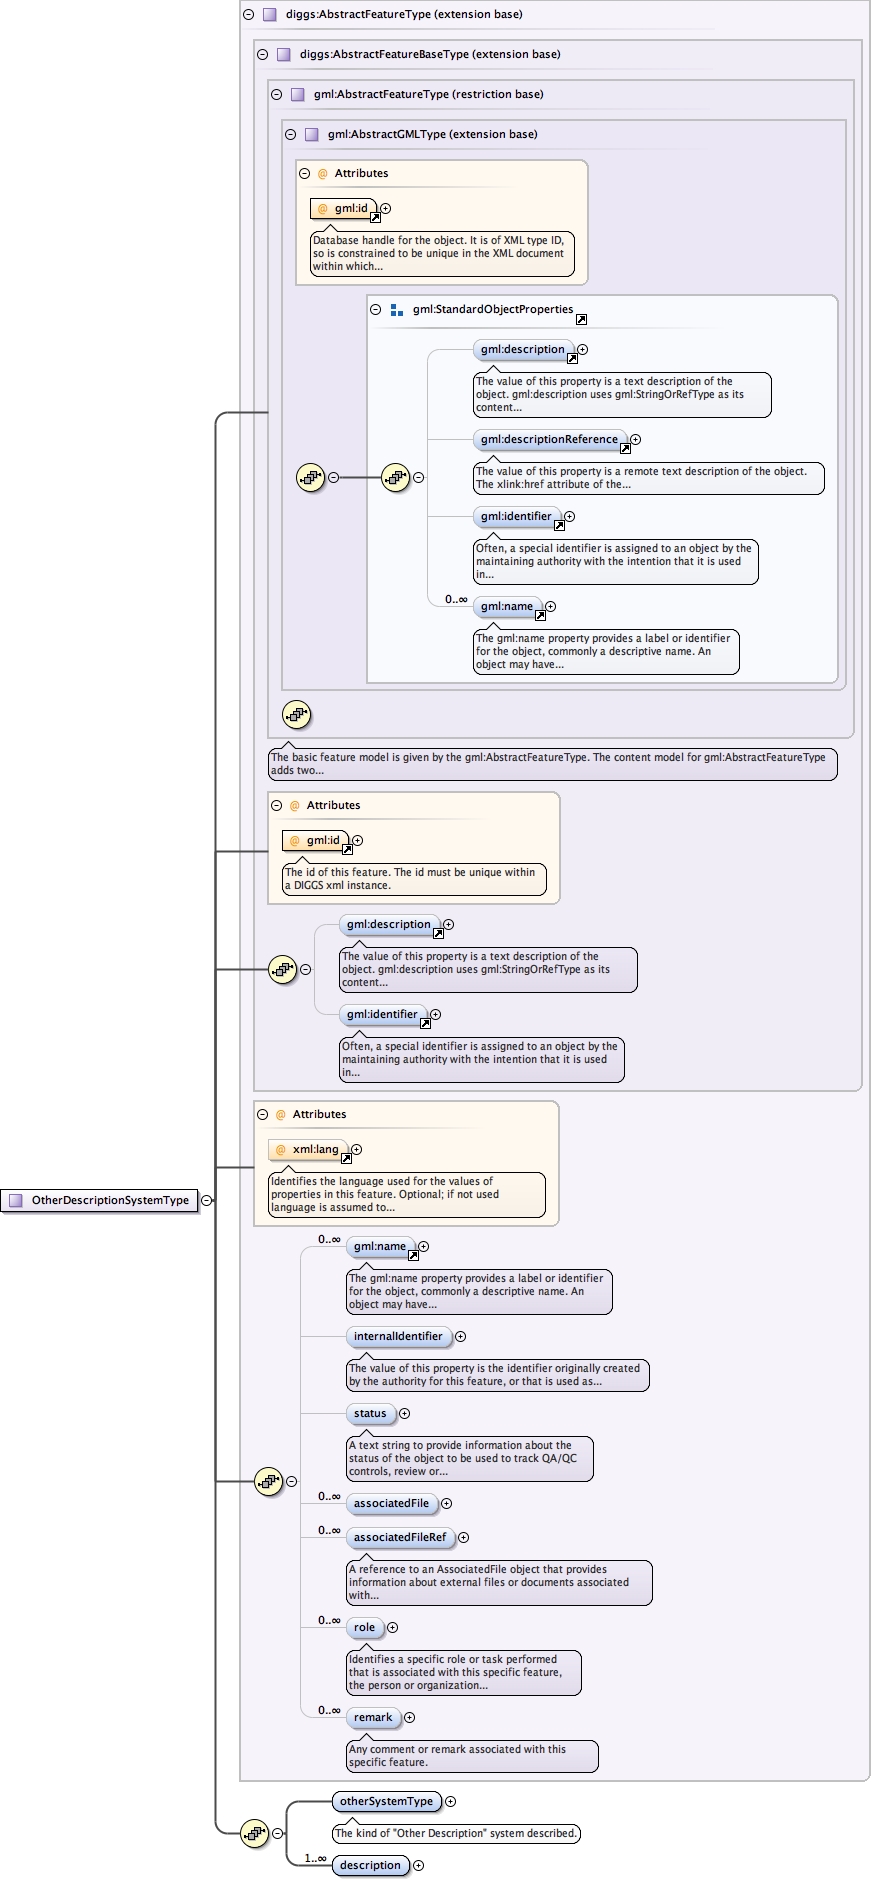 diggs:AbstractFeatureType (extension base)
diggs:AbstractFeatureBaseType (extension base)
gml:AbstractFeatureType (restriction base)
gml:AbstractGMLType (extension base)
@ Attributes
@ gml:id
Database handle for the object. It is of XML type ID,
so is constrained to be unique in the XML document
within which...
gml:StandardObjectProperties
gml:description
The value of this property is a text description of the
object. gml:description uses gml:StringOrRefType as its
content...
gml:descriptionReference
The value of this property is a remote text description of the object.
The xlink:href attribute of the...
gml:identifier
Often, a special identifier is assigned to an object by the
maintaining authority with the intention that it is used
in...
0..∞
gml:name
The gml:name property provides a label or identifier
for the object, commonly a descriptive name. An
object may have...
The basic feature model is given by the gml:AbstractFeatureType. The content model for gml:AbstractFeatureType
adds two...
@ Attributes
@ gml:id
The id of this feature. The id must be unique within
a DIGGS xml instance.
gml:description
The value of this property is a text description of the
object. gml:description uses gml:StringOrRefType as its
content...
gml:identifier
Often, a special identifier is assigned to an object by the
maintaining authority with the intention that it is used
in...
@ Attributes
@ xml:lang
Identifies the language used for the values of
properties in this feature. Optional; if not used
language is assumed to...
OtherDescriptionSystemType
0..∞
gml:name
The gml:name property provides a label or identifier
for the object, commonly a descriptive name. An
object may have...
internalIdentifier
The value of this property is the identifier originally created
by the authority for this feature, or that is used as...
status
A text string to provide information about the
status of the object to be used to track QA/QC
controls, review or...
0..∞
associatedFile
0..∞
associatedFileRef
A reference to an AssociatedFile object that provides
information about external files or documents associated
with...
0..∞
role
Identifies a specific role or task performed
that is associated with this specific feature,
the person or organization...
0..∞
remark
Any comment or remark associated with this
specific feature.
otherSystemType
The kind of "Other Description" system described.
1..∞
description